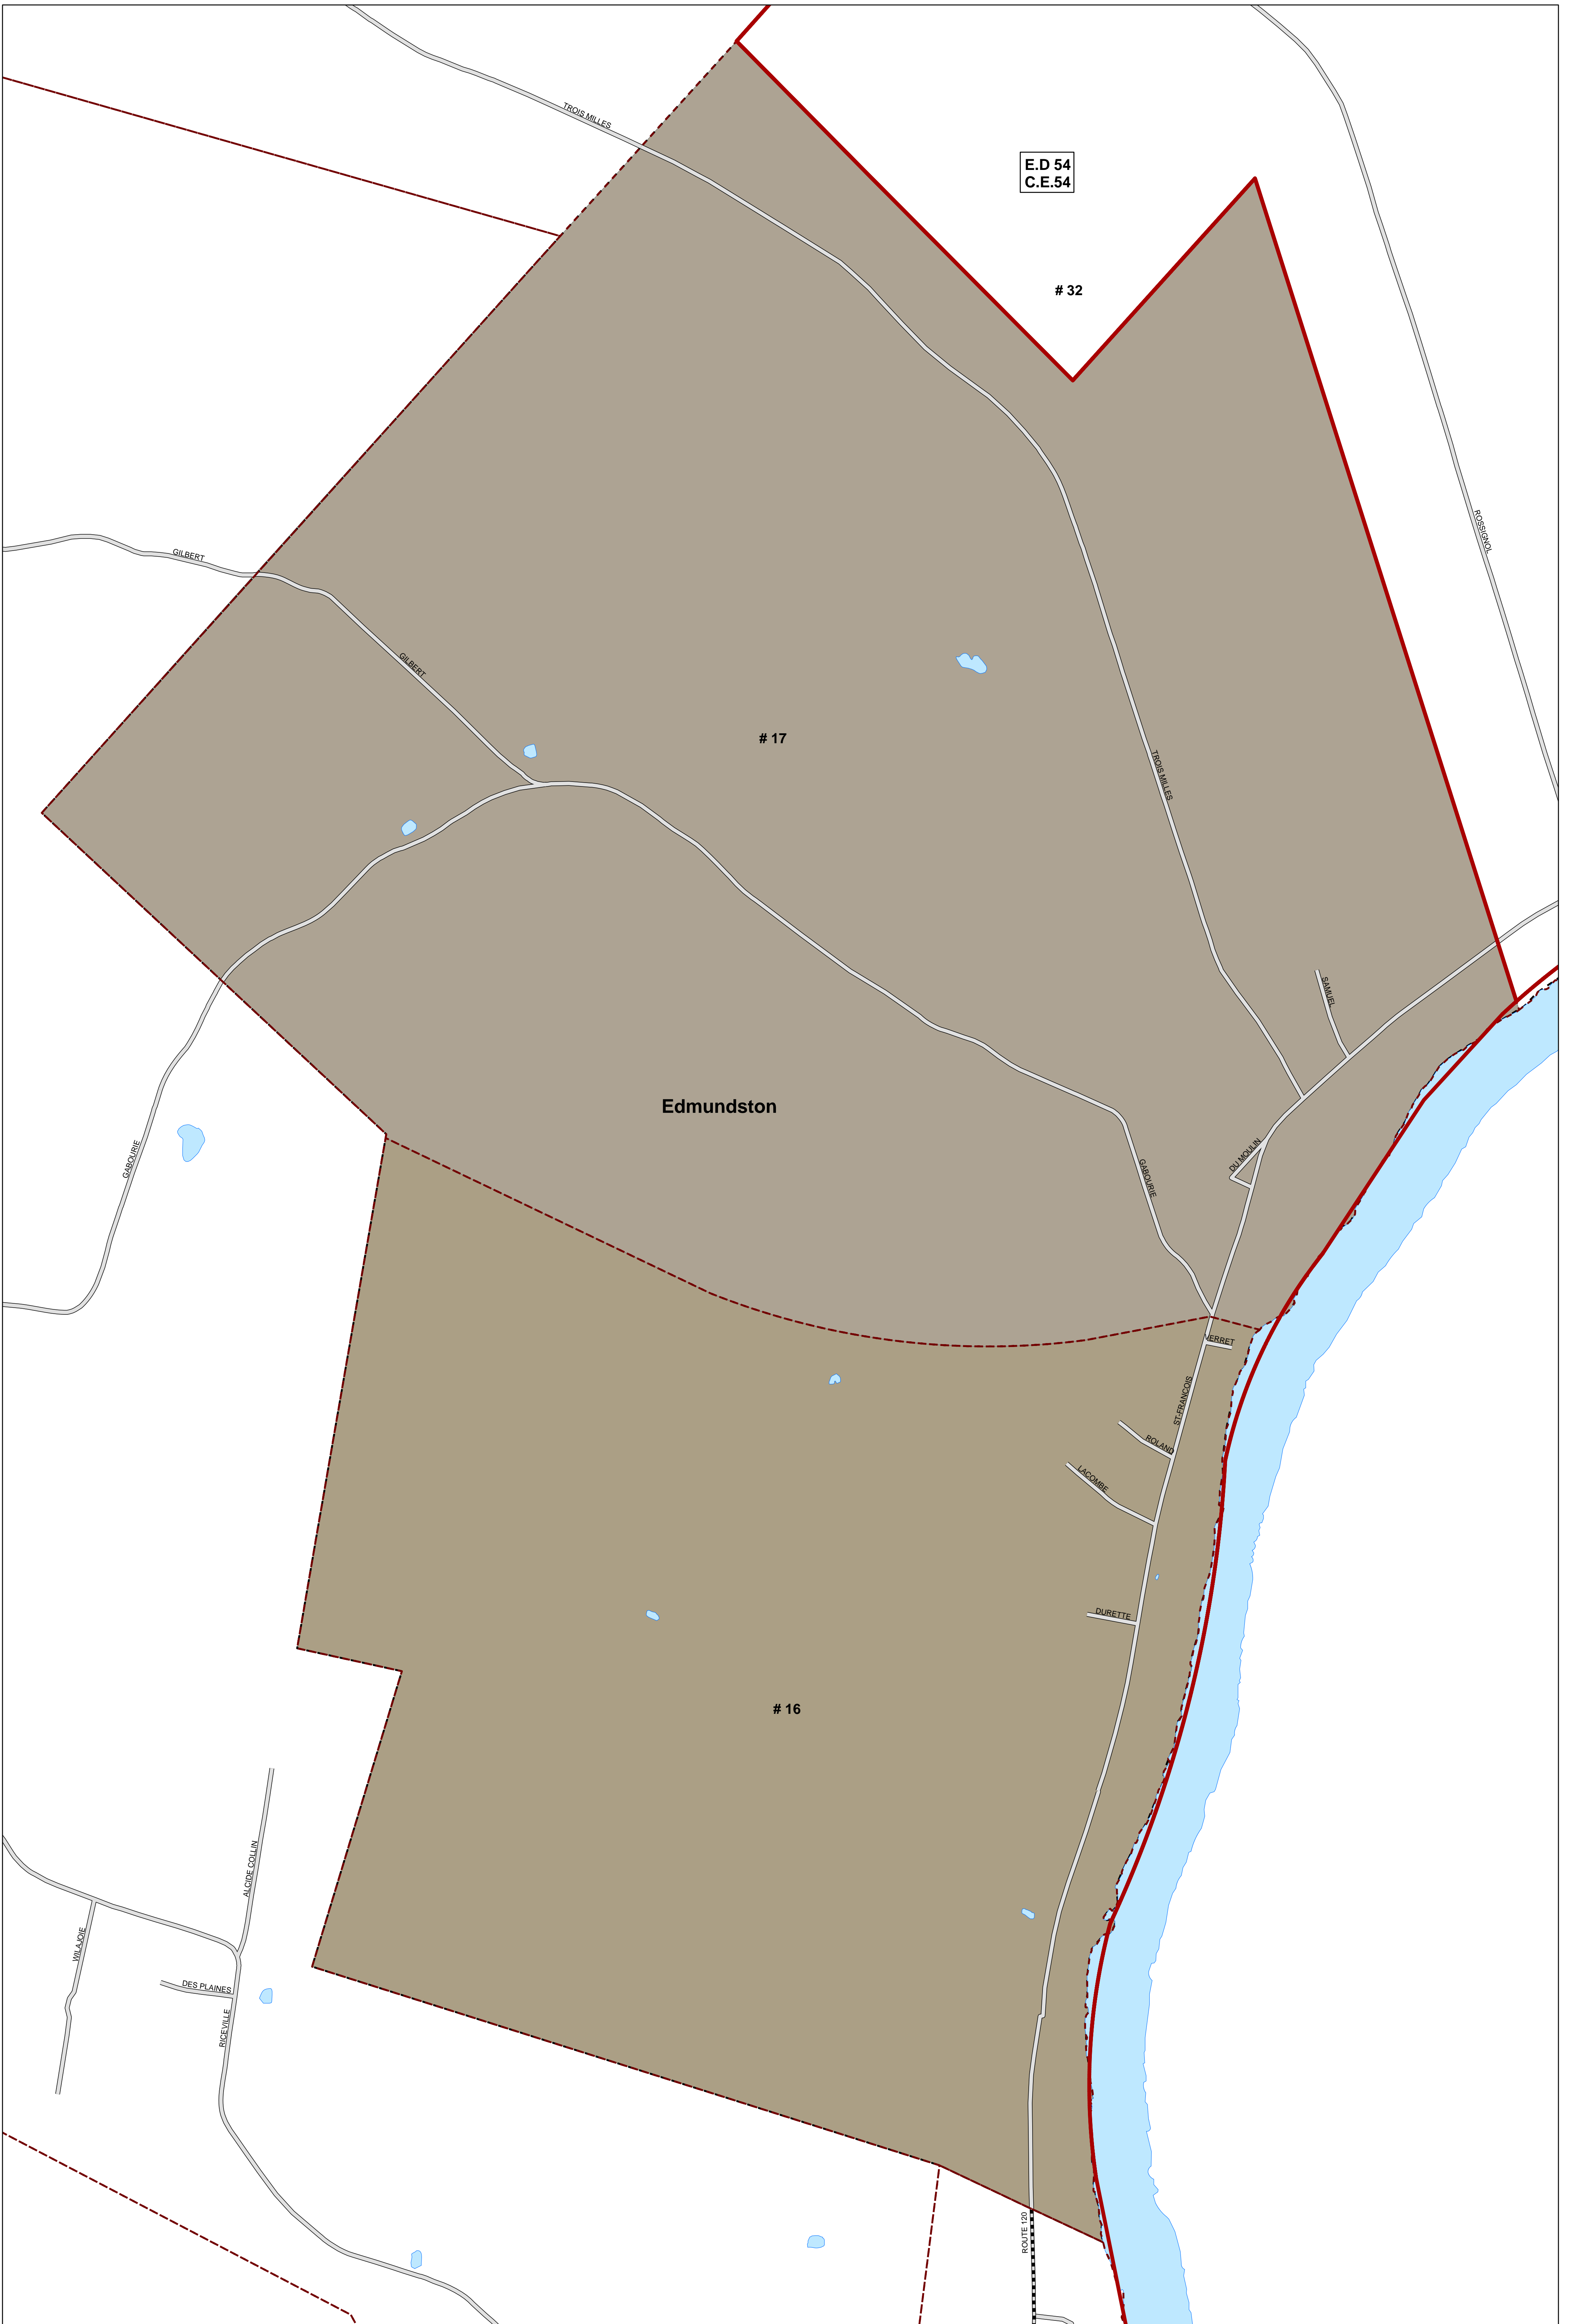 TROIS MILLES
E.D 54
C.E.54
# 32
ROSSIGNOL
GILBERT
GILBERT
# 17
TROIS MILLES
SAMUEL
Edmundston
DU MOULIN
GABOURIE
GABOURIE
VERRET
ST-FRANCOIS
ROLAND
LACOMBE
DURETTE
# 16
ALCIDE COLLIN
WILAJOIE
DES PLAINES
RICEVILLE
ROUTE 120